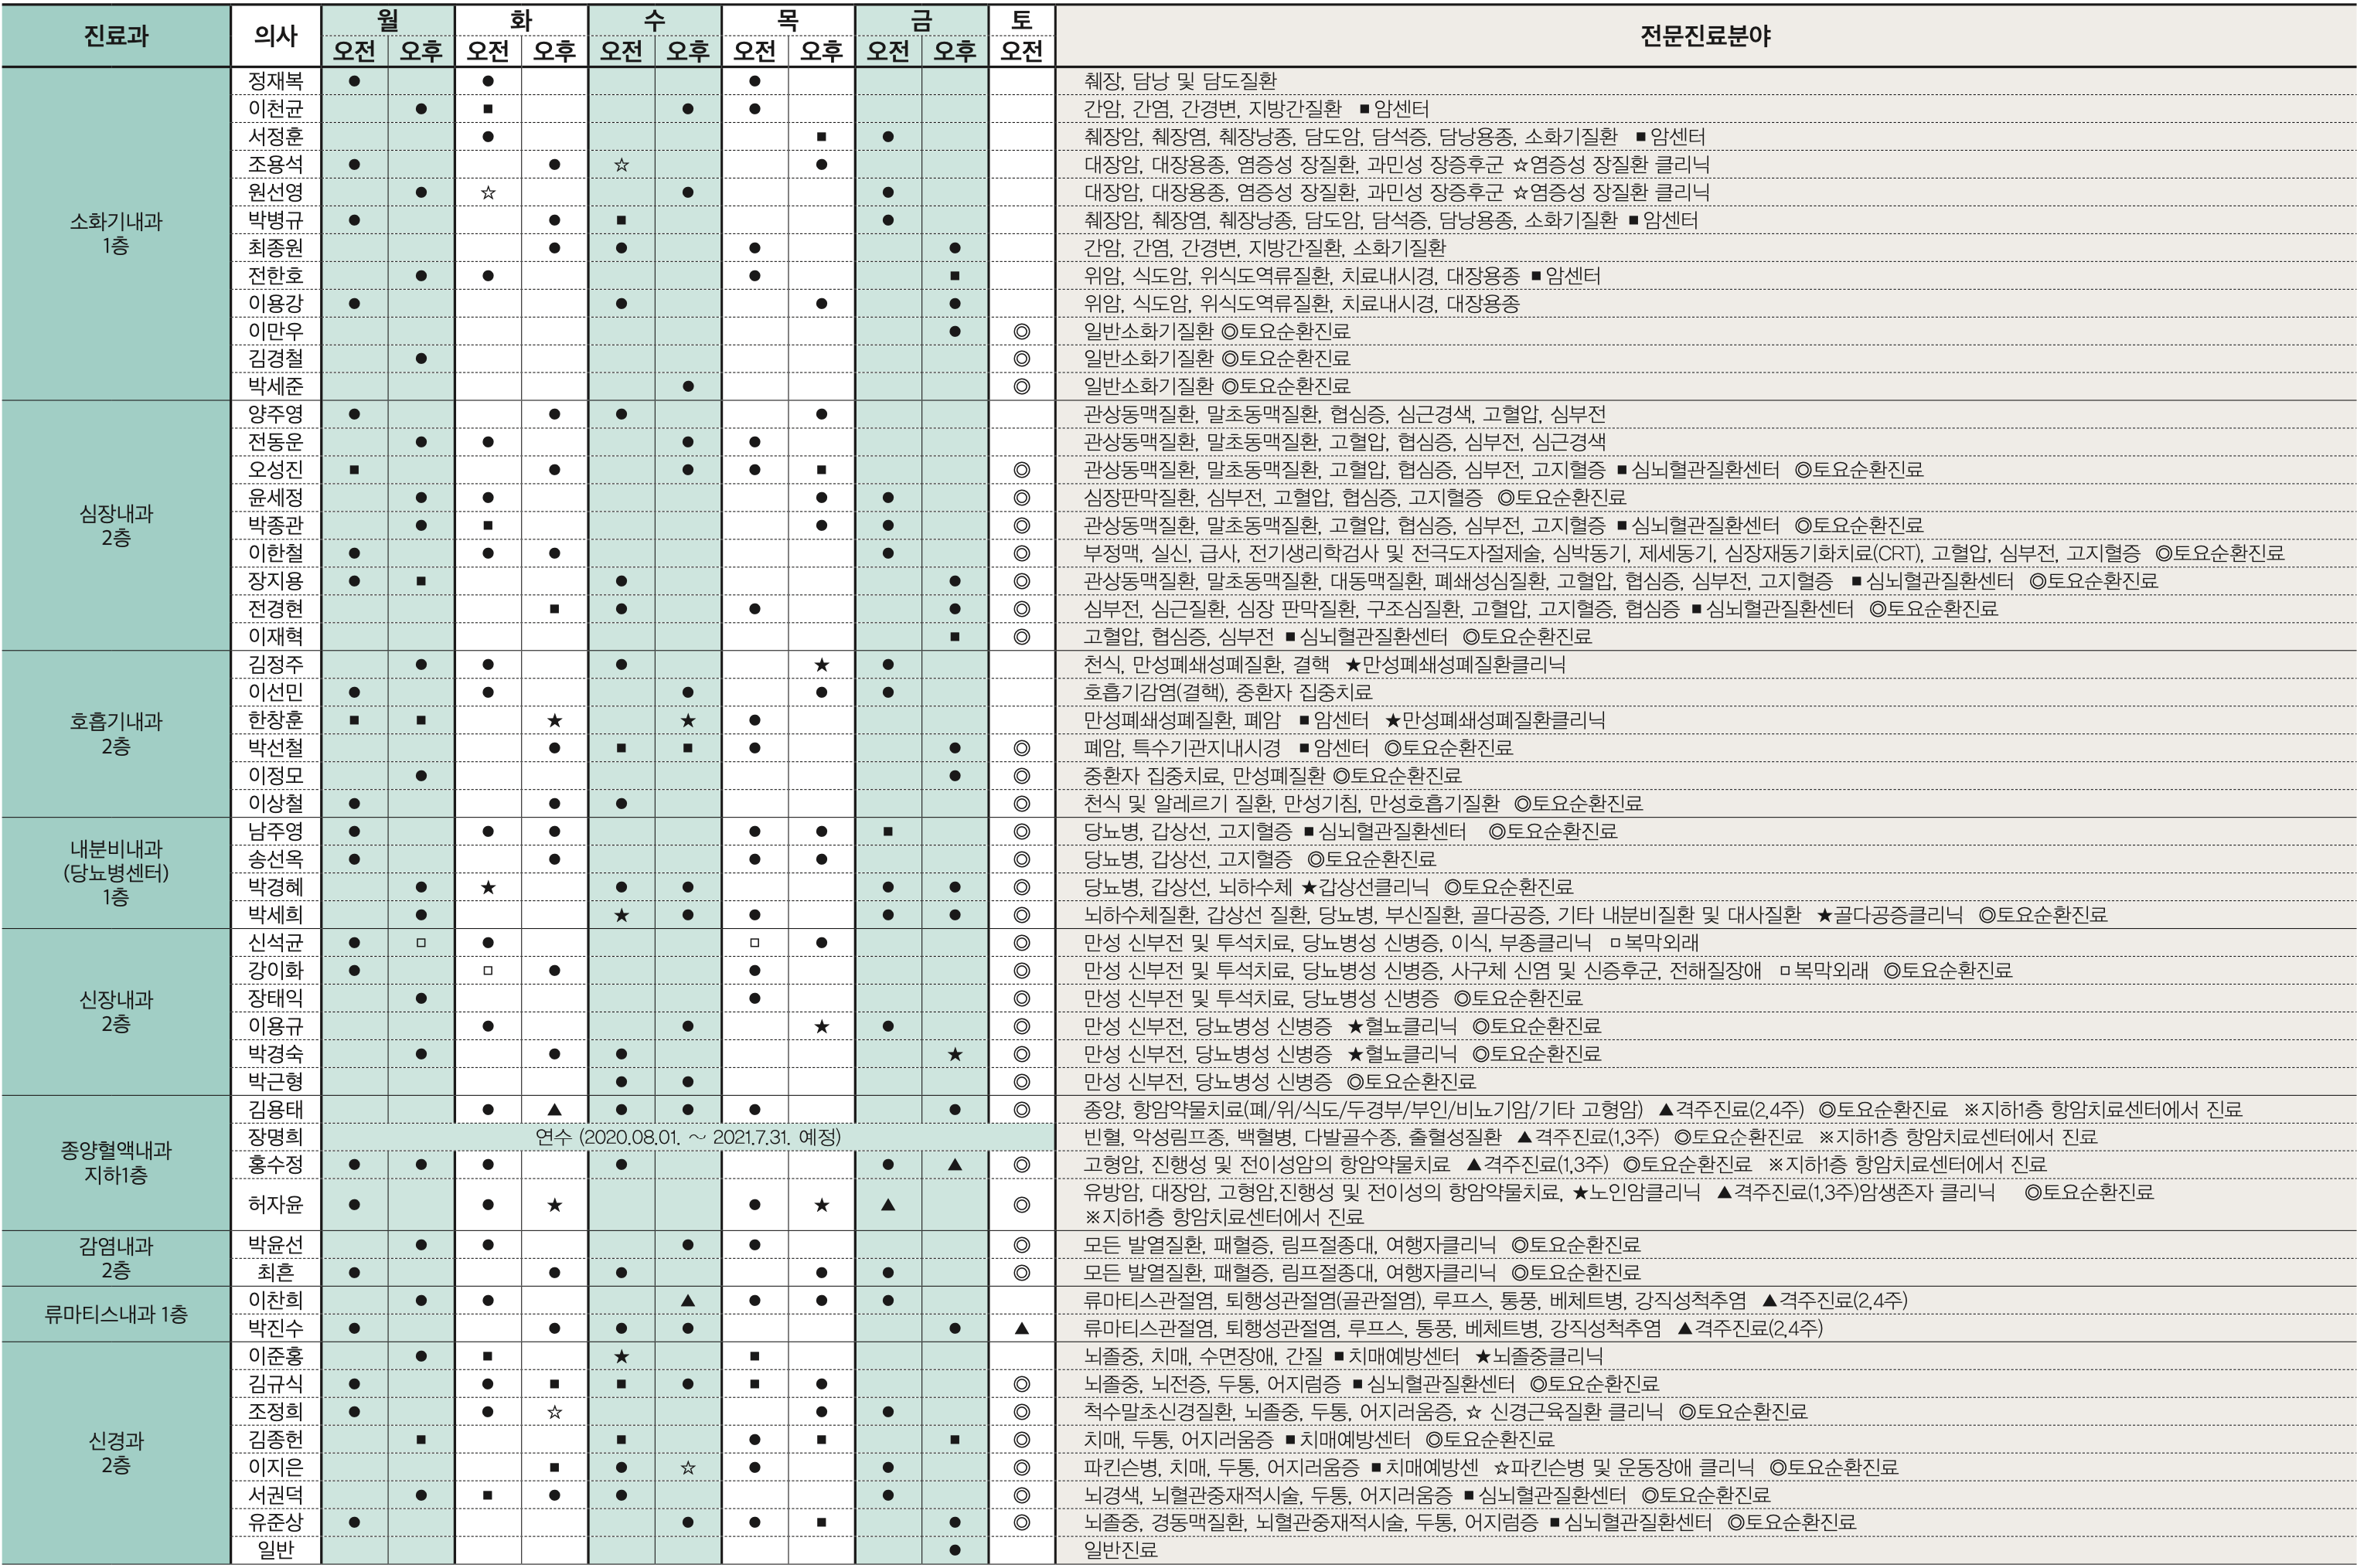 진료과 의사 월 화 수 목 금 토 전문진료분야
오전 오후 오전 오후 오전 오후 오전 오후 오전 오후 오전
소화기내과
1층
정재복 ● ● ● 췌장, 담낭 및 담도질환
이천균 ● ■ ● ● 간암, 간염, 간경변, 지방간질환 ■암센터
서정훈 ● ■ ● 췌장암, 췌장염, 췌장낭종, 담도암, 담석증, 담낭용종, 소화기질환 ■암센터
조용석 ● ● ☆ ● 대장암, 대장용종, 염증성 장질환, 과민성 장증후군 ☆염증성 장질환 클리닉
원선영 ● ☆ ● ● 대장암, 대장용종, 염증성 장질환, 과민성 장증후군 ☆염증성 장질환 클리닉
박병규 ● ● ■ ● 췌장암, 췌장염, 췌장낭종, 담도암, 담석증, 담낭용종, 소화기질환 ■암센터
최종원 ● ● ● ● 간암, 간염, 간경변, 지방간질환, 소화기질환
전한호 ● ● ● ■ 위암, 식도암, 위식도역류질환, 치료내시경, 대장용종 ■암센터
이용강 ● ● ● ● 위암, 식도암, 위식도역류질환, 치료내시경, 대장용종
이만우 ● ◎ 일반소화기질환 ◎토요순환진료
김경철 ● ◎ 일반소화기질환 ◎토요순환진료
박세준 ● ◎ 일반소화기질환 ◎토요순환진료
심장내과
2층
양주영 ● ● ● ● 관상동맥질환, 말초동맥질환, 협심증, 심근경색, 고혈압, 심부전
전동운 ● ● ● ● 관상동맥질환, 말초동맥질환, 고혈압, 협심증, 심부전, 심근경색
오성진 ■ ● ● ● ■ ◎ 관상동맥질환, 말초동맥질환, 고혈압, 협심증, 심부전, 고지혈증 ■심뇌혈관질환센터 ◎토요순환진료
윤세정 ● ● ● ● ◎ 심장판막질환, 심부전, 고혈압, 협심증, 고지혈증 ◎토요순환진료
박종관 ● ■ ● ● ◎ 관상동맥질환, 말초동맥질환, 고혈압, 협심증, 심부전, 고지혈증 ■심뇌혈관질환센터 ◎토요순환진료
이한철 ● ● ● ● ◎ 부정맥, 실신, 급사, 전기생리학검사 및 전극도자절제술, 심박동기, 제세동기, 심장재동기화치료(CRT), 고혈압, 심부전, 고지혈증 ◎토요순환진료
장지용 ● ■ ● ● ◎ 관상동맥질환, 말초동맥질환, 대동맥질환, 폐쇄성심질환, 고혈압, 협심증, 심부전, 고지혈증 ■심뇌혈관질환센터 ◎토요순환진료
전경현 ■ ● ● ● ◎ 심부전, 심근질환, 심장 판막질환, 구조심질환, 고혈압, 고지혈증, 협심증 ■심뇌혈관질환센터 ◎토요순환진료
이재혁 ■ ◎ 고혈압, 협심증, 심부전 ■심뇌혈관질환센터 ◎토요순환진료
호흡기내과
2층
김정주 ● ● ● ★ ● 천식, 만성폐쇄성폐질환, 결핵 ★만성폐쇄성폐질환클리닉
이선민 ● ● ● ● ● 호흡기감염(결핵), 중환자 집중치료
한창훈 ■ ■ ★ ★ ● 만성폐쇄성폐질환, 폐암 ■암센터 ★만성폐쇄성폐질환클리닉
박선철 ● ■ ■ ● ● ◎ 폐암, 특수기관지내시경 ■암센터 ◎토요순환진료
이정모 ● ● ◎ 중환자 집중치료, 만성폐질환 ◎토요순환진료
이상철 ● ● ● ◎ 천식 및 알레르기 질환, 만성기침, 만성호흡기질환 ◎토요순환진료
내분비내과
(당뇨병센터)
1층
남주영 ● ● ● ● ● ■ ◎ 당뇨병, 갑상선, 고지혈증 ■심뇌혈관질환센터 ◎토요순환진료
송선옥 ● ● ● ● ◎ 당뇨병, 갑상선, 고지혈증 ◎토요순환진료
박경혜 ● ★ ● ● ● ● ◎ 당뇨병, 갑상선, 뇌하수체 ★갑상선클리닉 ◎토요순환진료
박세희 ● ★ ● ● ● ● ◎ 뇌하수체질환, 갑상선 질환, 당뇨병, 부신질환, 골다공증, 기타 내분비질환 및 대사질환 ★골다공증클리닉 ◎토요순환진료
신장내과
2층
신석균 ● □ ● □ ● ◎ 만성 신부전 및 투석치료, 당뇨병성 신병증, 이식, 부종클리닉 □복막외래
강이화 ● □ ● ● ◎ 만성 신부전 및 투석치료, 당뇨병성 신병증, 사구체 신염 및 신증후군, 전해질장애 □복막외래 ◎토요순환진료
장태익 ● ● ◎ 만성 신부전 및 투석치료, 당뇨병성 신병증 ◎토요순환진료
이용규 ● ● ★ ● ◎ 만성 신부전, 당뇨병성 신병증 ★혈뇨클리닉 ◎토요순환진료
박경숙 ● ● ● ★ ◎ 만성 신부전, 당뇨병성 신병증 ★혈뇨클리닉 ◎토요순환진료
박근형 ● ● ◎ 만성 신부전, 당뇨병성 신병증 ◎토요순환진료
종양혈액내과
지하1층
김용태 ● ▲ ● ● ● ● ◎ 종양, 항암약물치료(폐/위/식도/두경부/부인/비뇨기암/기타 고형암) ▲격주진료(2,4주) ◎토요순환진료 ※지하1층 항암치료센터에서 진료
장명희 연수 (2020.08.01. ～ 2021.7.31. 예정) 빈혈, 악성림프종, 백혈병, 다발골수종, 출혈성질환 ▲격주진료(1,3주) ◎토요순환진료 ※지하1층 항암치료센터에서 진료
홍수정 ● ● ● ● ● ▲ ◎ 고형암, 진행성 및 전이성암의 항암약물치료 ▲격주진료(1,3주) ◎토요순환진료 ※지하1층 항암치료센터에서 진료
허자윤 ● ● ★ ● ★ ▲ ◎ 유방암, 대장암, 고형암,진행성 및 전이성의 항암약물치료, ★노인암클리닉 ▲격주진료(1,3주)암생존자 클리닉 ◎토요순환진료
※지하1층 항암치료센터에서 진료
감염내과
2층
박윤선 ● ● ● ● ◎ 모든 발열질환, 패혈증, 림프절종대, 여행자클리닉 ◎토요순환진료
최흔 ● ● ● ● ● ◎ 모든 발열질환, 패혈증, 림프절종대, 여행자클리닉 ◎토요순환진료
류마티스내과 1층
이찬희 ● ● ▲ ● ● ● 류마티스관절염, 퇴행성관절염(골관절염), 루프스, 통풍, 베체트병, 강직성척추염 ▲격주진료(2,4주)
박진수 ● ● ● ● ● ▲ 류마티스관절염, 퇴행성관절염, 루프스, 통풍, 베체트병, 강직성척추염 ▲격주진료(2,4주)
신경과
2층
이준홍 ● ■ ★ ■ 뇌졸중, 치매, 수면장애, 간질 ■치매예방센터 ★뇌졸중클리닉
김규식 ● ● ■ ■ ● ■ ● ◎ 뇌졸중, 뇌전증, 두통, 어지럼증 ■심뇌혈관질환센터 ◎토요순환진료
조정희 ● ● ☆ ● ● ◎ 척수말초신경질환, 뇌졸중, 두통, 어지러움증, ☆ 신경근육질환 클리닉 ◎토요순환진료
김종헌 ■ ■ ● ■ ■ ◎ 치매, 두통, 어지러움증 ■치매예방센터 ◎토요순환진료
이지은 ■ ● ☆ ● ● ◎ 파킨슨병, 치매, 두통, 어지러움증 ■치매예방센 ☆파킨슨병 및 운동장애 클리닉 ◎토요순환진료
서권덕 ● ■ ● ● ● ◎ 뇌경색, 뇌혈관중재적시술, 두통, 어지러움증 ■심뇌혈관질환센터 ◎토요순환진료
유준상 ● ● ● ■ ● ◎ 뇌졸중, 경동맥질환, 뇌혈관중재적시술, 두통, 어지럼증 ■심뇌혈관질환센터 ◎토요순환진료
일반 ● 일반진료